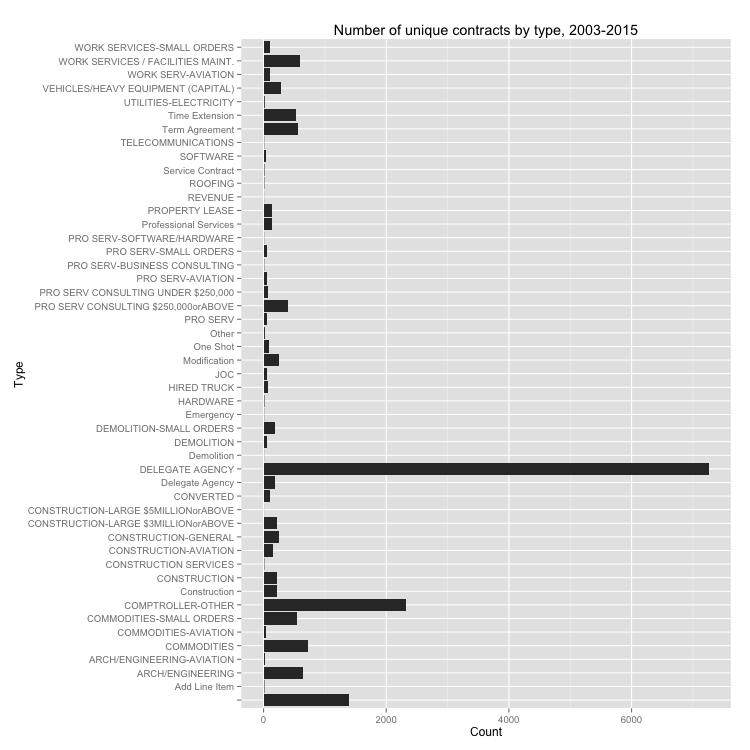 Number of unique contracts by type, 2003-2015
WORK SERVICES-SMALL ORDERS
WORK SERVICES / FACILITIES MAINT.
WORK SERV-AVIATION
VEHICLES/HEAVY EQUIPMENT (CAPITAL)
UTILITIES-ELECTRICITY
Time Extension
Term Agreement
TELECOMMUNICATIONS
SOFTWARE
Service Contract
ROOFING
REVENUE
PROPERTY LEASE
Professional Services
PRO SERV-SOFTWARE/HARDWARE
PRO SERV-SMALL ORDERS
PRO SERV-BUSINESS CONSULTING
PRO SERV-AVIATION
PRO SERV CONSULTING UNDER $250,000
PRO SERV CONSULTING $250,000orABOVE
PRO SERV
Other
One Shot
Modification
JOC
HIRED TRUCK
HARDWARE
Emergency
DEMOLITION-SMALL ORDERS
DEMOLITION
Demolition
DELEGATE AGENCY
Delegate Agency
CONVERTED
CONSTRUCTION-LARGE $5MILLIONorABOVE
CONSTRUCTION-LARGE $3MILLIONorABOVE
CONSTRUCTION-GENERAL
CONSTRUCTION-AVIATION
CONSTRUCTION SERVICES
CONSTRUCTION
Construction
COMPTROLLER-OTHER
COMMODITIES-SMALL ORDERS
COMMODITIES-AVIATION
COMMODITIES
ARCH/ENGINEERING-AVIATION
ARCH/ENGINEERING
Add Line Item
Type
0 2000 4000 6000
Count